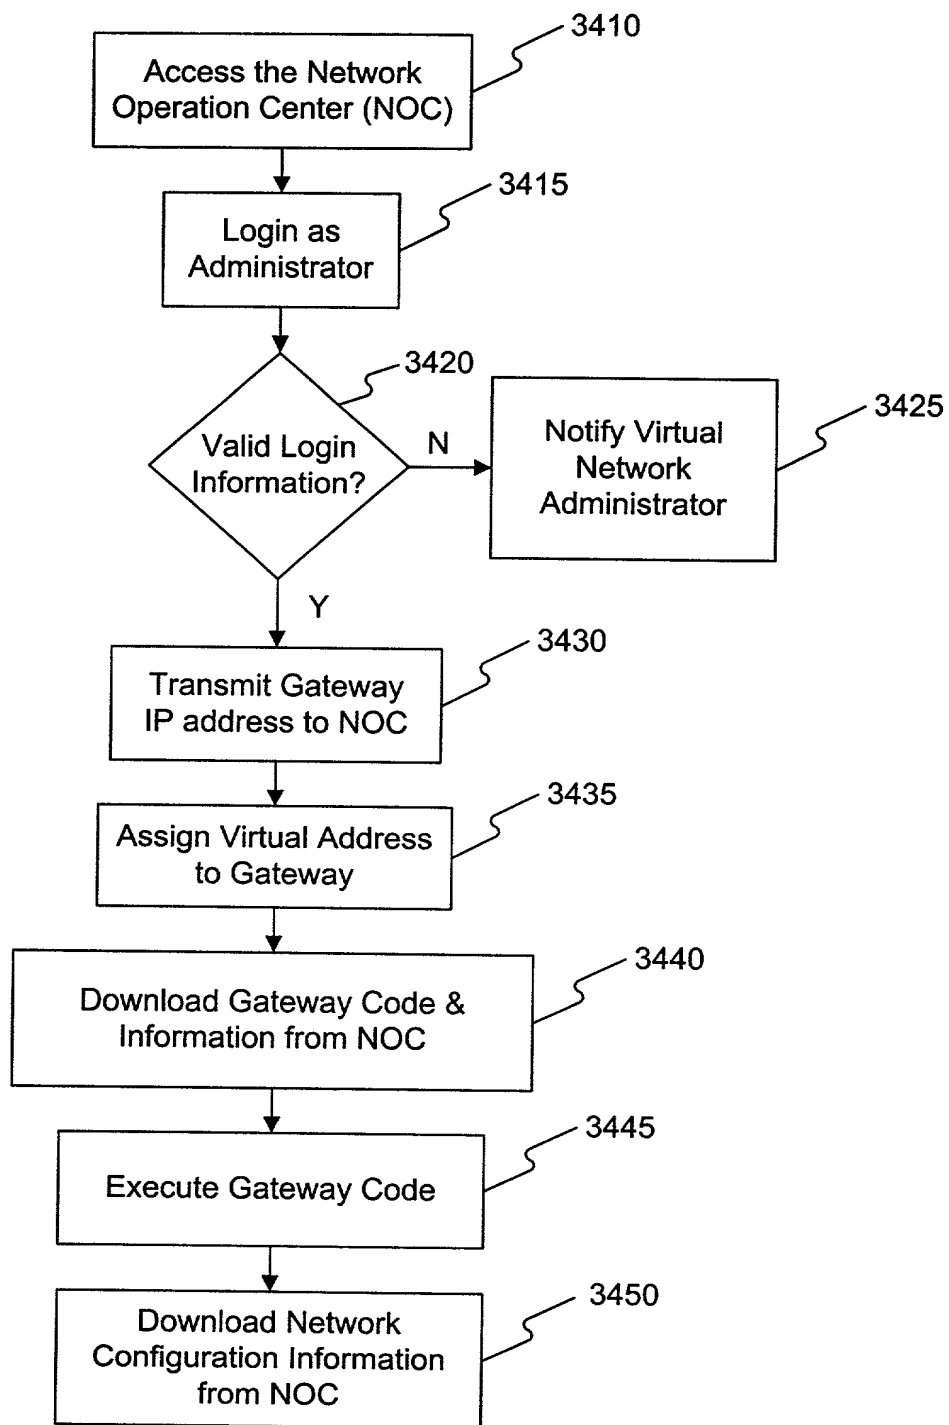 3410
Access the Network
Operation Center (NOC)
3415
Login as
Administrator
3420
Valid Login
Information?
N
Notify Virtual
Network
Administrator
3425
Y
3430
Transmit Gateway
IP address to NOC
3435
Assign Virtual Address
to Gateway
3440
Download Gateway Code &
Information from NOC
3445
Execute Gateway Code
3450
Download Network
Configuration Information
from NOC